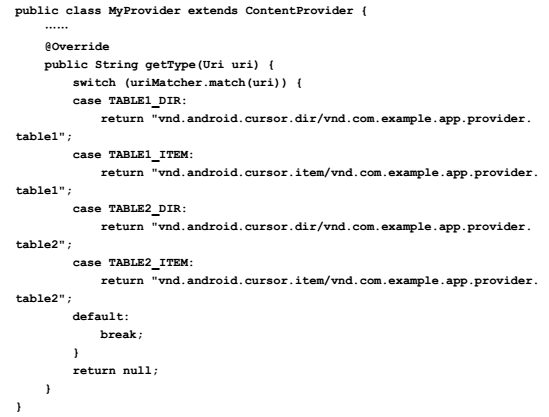 public class MyProvider extends ContentProvider {
……
@Override
public String getType(Uri uri) {
switch (uriMatcher.match(uri)) {
case TABLE1_DIR:
return "vnd.android.cursor.dir/vnd.com.example.app.provider.
table1";
case TABLE1_ITEM:
return "vnd.android.cursor.item/vnd.com.example.app.provider.
table1";
case TABLE2_DIR:
return "vnd.android.cursor.dir/vnd.com.example.app.provider.
table2";
case TABLE2_ITEM:
return "vnd.android.cursor.item/vnd.com.example.app.provider.
table2";
default:
break;
}
return null;
}
}